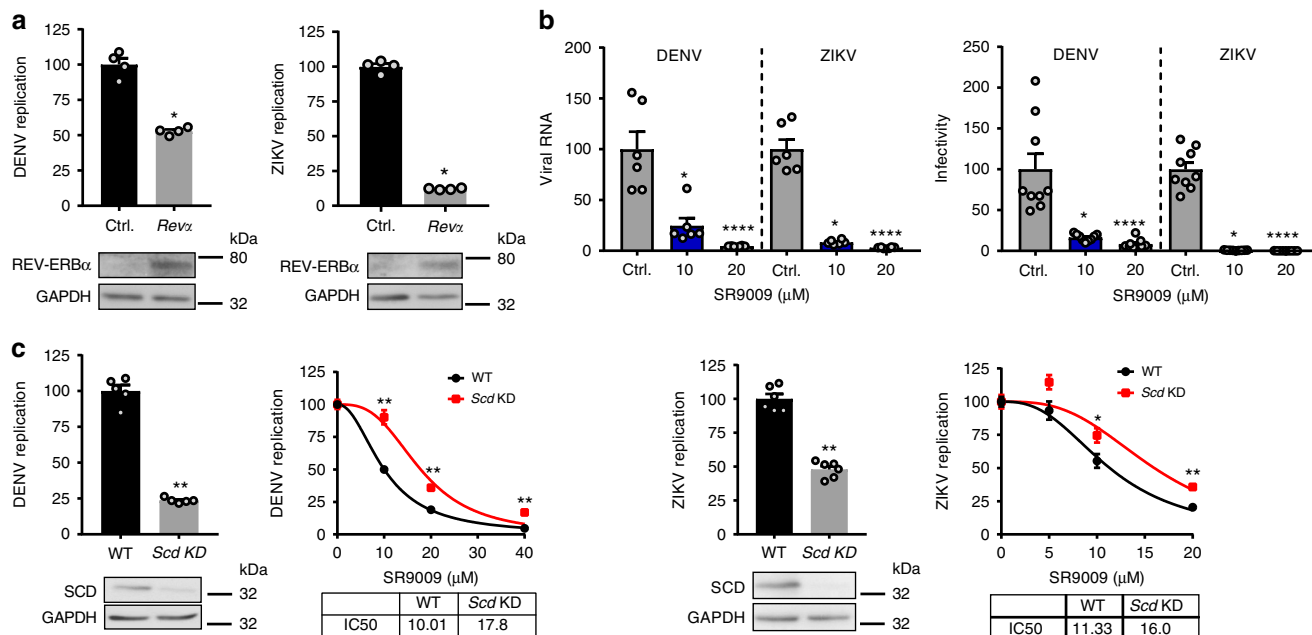 a
DENV replication
125
100
75
50
25
0
*
Ctrl.
Revα
kDa
REV-ERBα
80
GAPDH
32
ZIKV replication
125
100
75
50
25
0
*
Ctrl.
Revα
kDa
REV-ERBα
80
GAPDH
32
b
Viral RNA
200
150
100
50
0
DENV
ZIKV
*
****
*
****
Ctrl.
10
20
Ctrl.
10
20
SR9009 (μM)
Infectivity
250
200
150
100
50
0
DENV
ZIKV
*
****
*
****
Ctrl.
10
20
Ctrl.
10
20
SR9009 (μM)
c
DENV replication
125
100
75
50
25
0
**
WT
Scd KD
kDa
SCD
32
GAPDH
32
DENV replication
125
100
75
50
25
0
WT
Scd KD
**
**
**
0 10 20 30 40
SR9009 (μM)
WT Scd KD
IC50 10.01 17.8
ZIKV replication
125
100
75
50
25
0
**
WT
Scd KD
kDa
SCD
32
GAPDH
32
ZIKV replication
125
100
75
50
25
0
WT
Scd KD
*
**
0 5 10 15 20
SR9009 (μM)
WT Scd KD
IC50 11.33 16.0